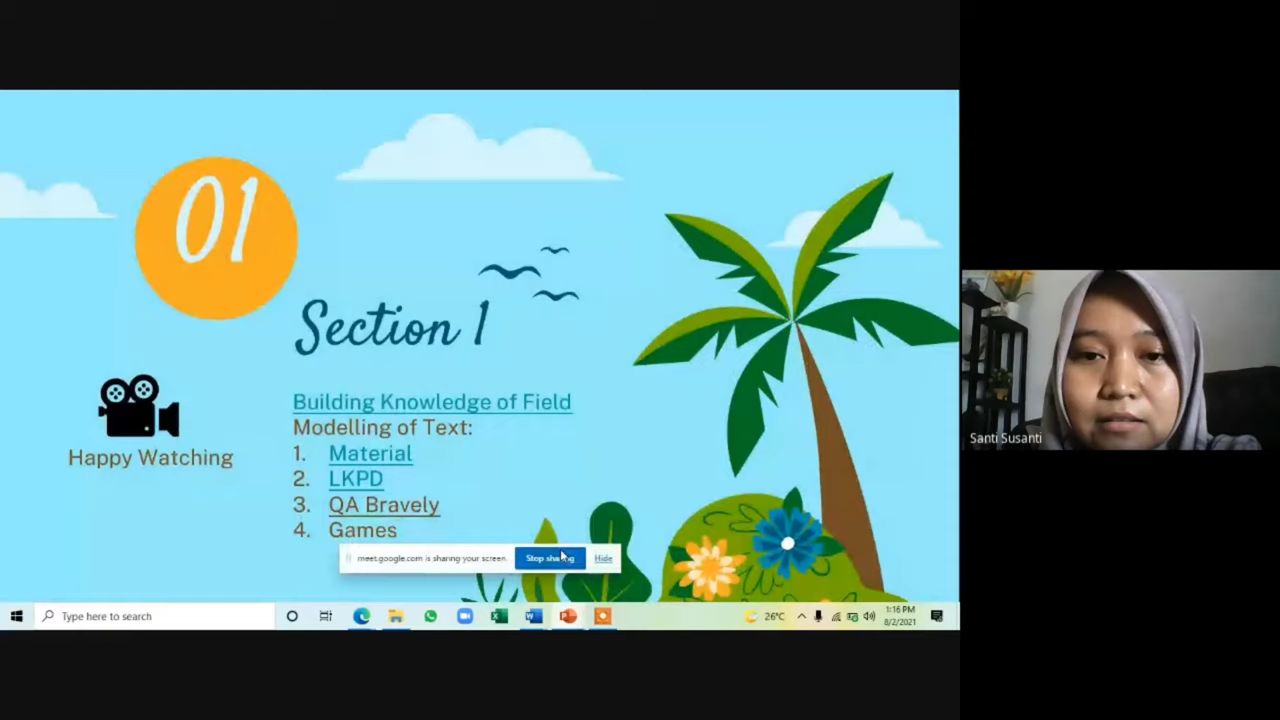 01
Section 1
Happy Watching
Building Knowledge of Field
Modelling of Text:
1. Material
2. LKPD
3. QA Bravely
4. Games
meet.google.com is sharing your screen.
Stop sharing
Hide
Santi Susanti
Type here to search
26°C
1:16 PM
8/2/2021